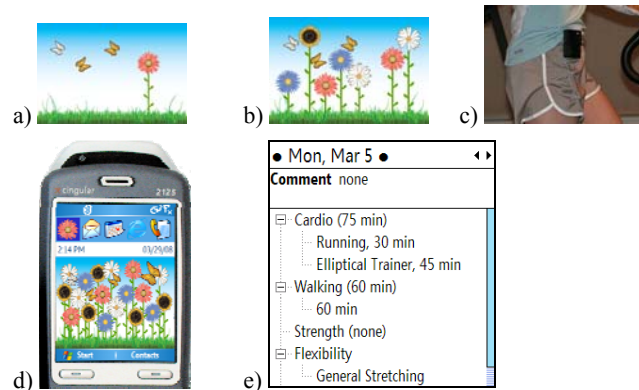 a)
b)
c)
cingular 2125
2:14 PM 03/29/08
Start Contacts
d)
● Mon, Mar 5 ●
Comment none
Cardio (75 min)
Running, 30 min
Elliptical Trainer, 45 min
Walking (60 min)
60 min
Strength (none)
Flexibility
General Stretching
e)